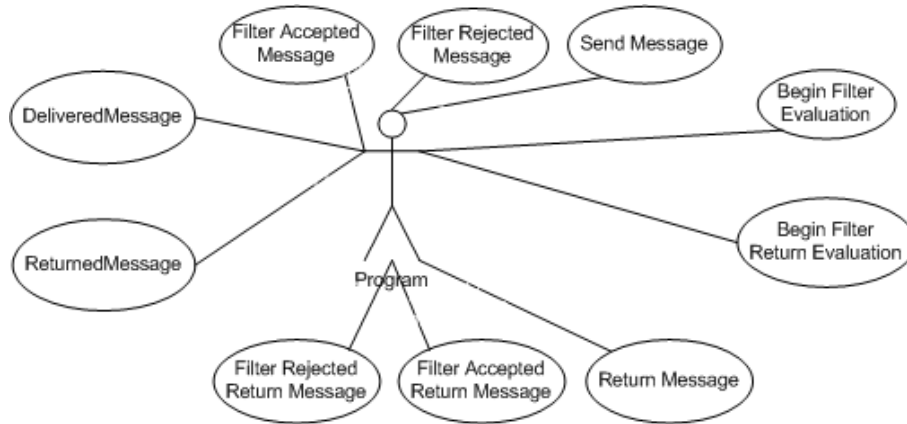 Filter Accepted
Message
Filter Rejected
Message
Send Message
DeliveredMessage
Begin Filter
Evaluation
ReturnedMessage
Begin Filter
Return Evaluation
Program
Filter Rejected
Return Message
Filter Accepted
Return Message
Return Message